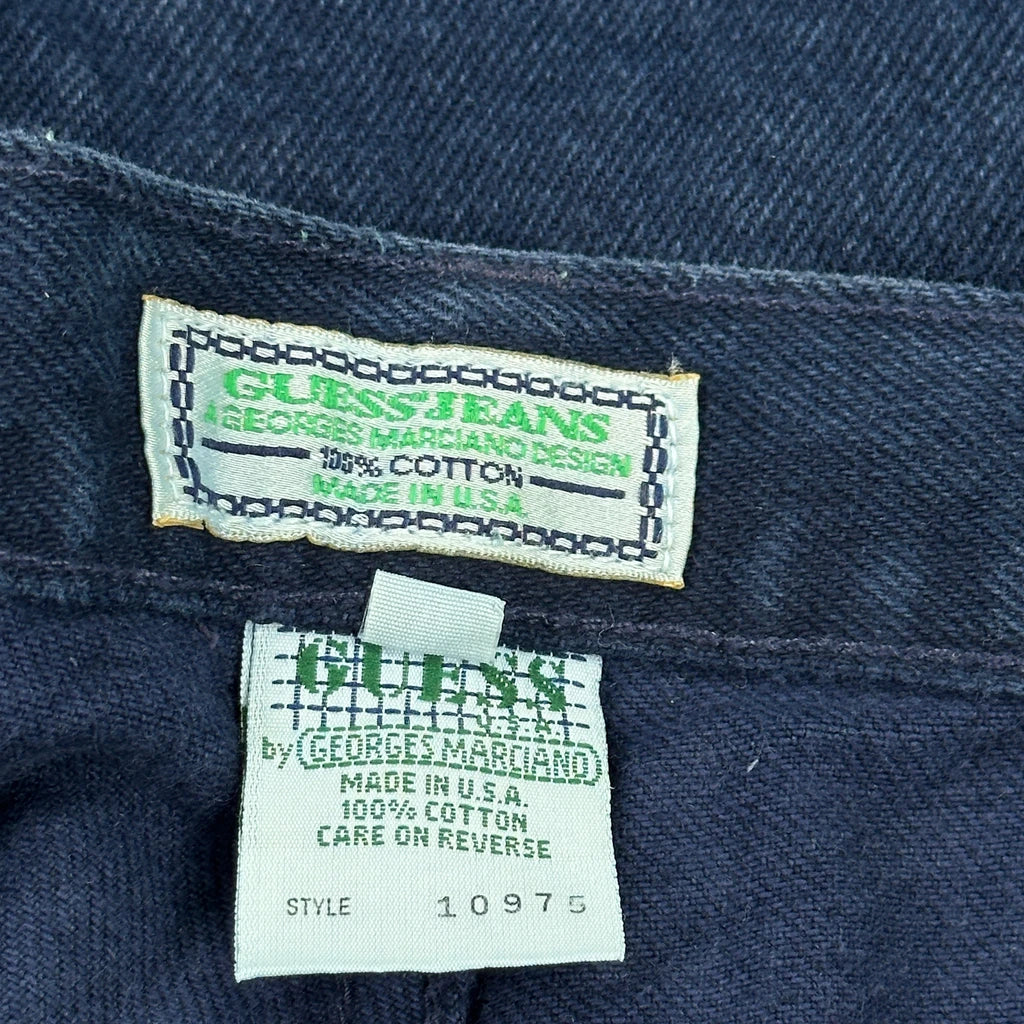 GUESS JEANS
A GEORGES MARCIANO DESIGN
100% COTTON
MADE IN U.S.A.
GUESS
U.S.A.
by GEORGES MARCIANO
MADE IN U.S.A.
100% COTTON
CARE ON REVERSE
STYLE 10975